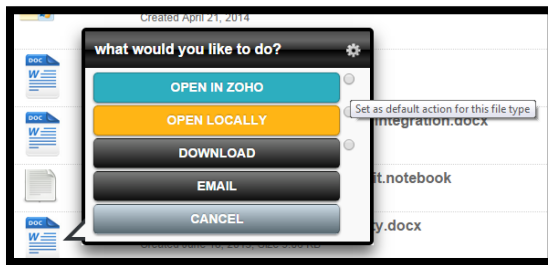 Created April 21, 2014
what would you like to do?
DOC
W
OPEN IN ZOHO
Set as default action for this file type
OPEN LOCALLY
integration.docx
DOC
W
DOWNLOAD
EMAIL
it.notebook
CANCEL
DOC
W
y.docx